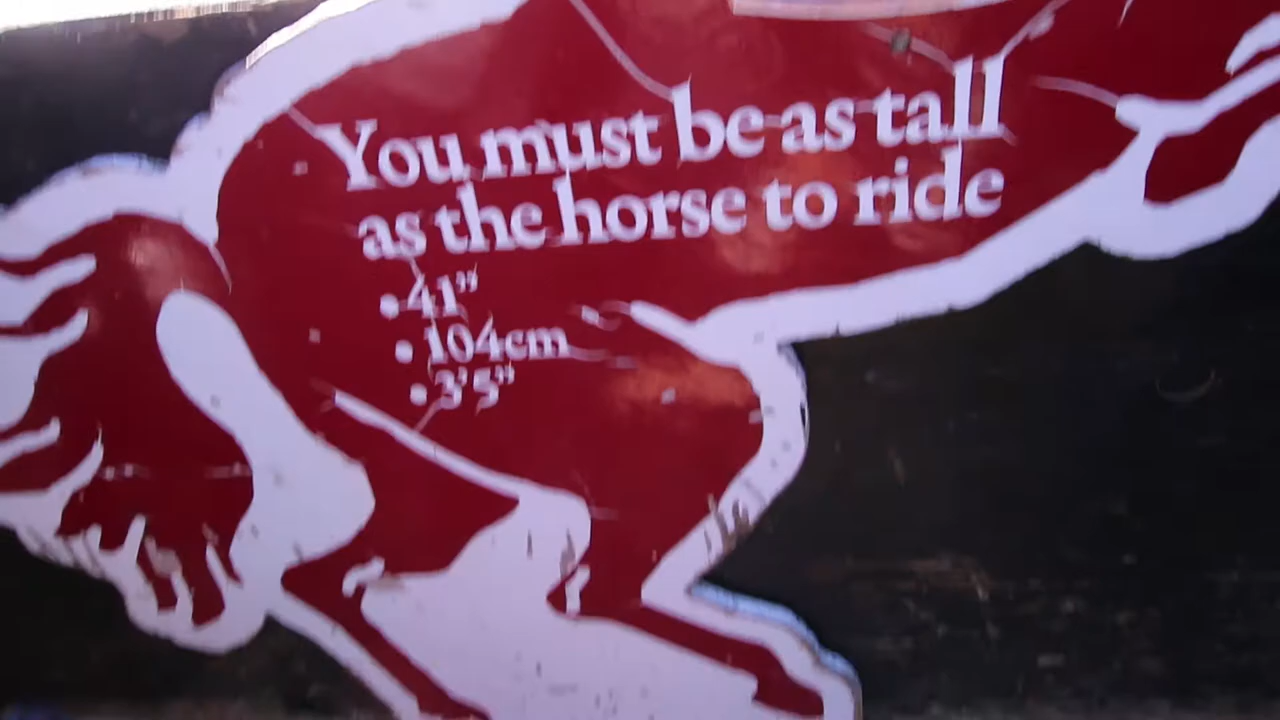 You must be as tall
as the horse to ride
• 41”
• 104cm
• 3’5”